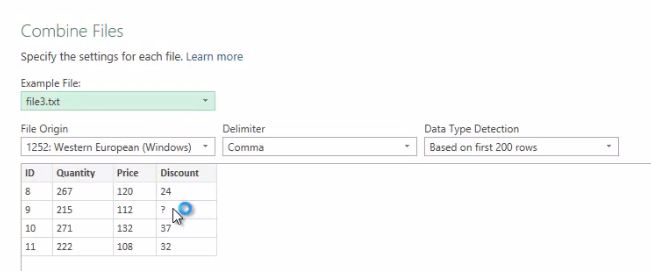 Combine Files
Specify the settings for each file. Learn more
Example File:
file3.txt
File Origin Delimiter Data Type Detection
1252: Western European (Windows) Comma Based on first 200 rows
ID Quantity Price Discount
8 267 120 24
9 215 112 ?
10 271 132 37
11 222 108 32